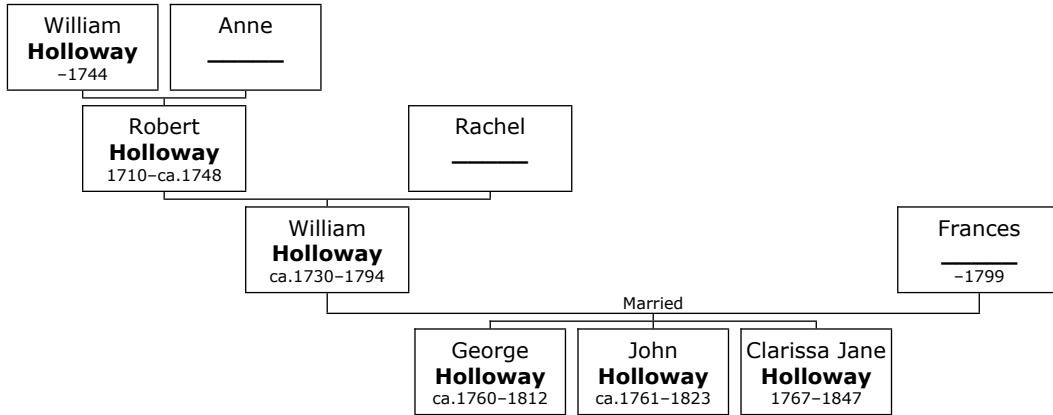 William
Holloway
–1744
Anne
Robert
Holloway
1710–ca.1748
Rachel
William
Holloway
ca.1730–1794
Frances
–1799
Married
George
Holloway
ca.1760–1812
John
Holloway
ca.1761–1823
Clarissa Jane
Holloway
1767–1847